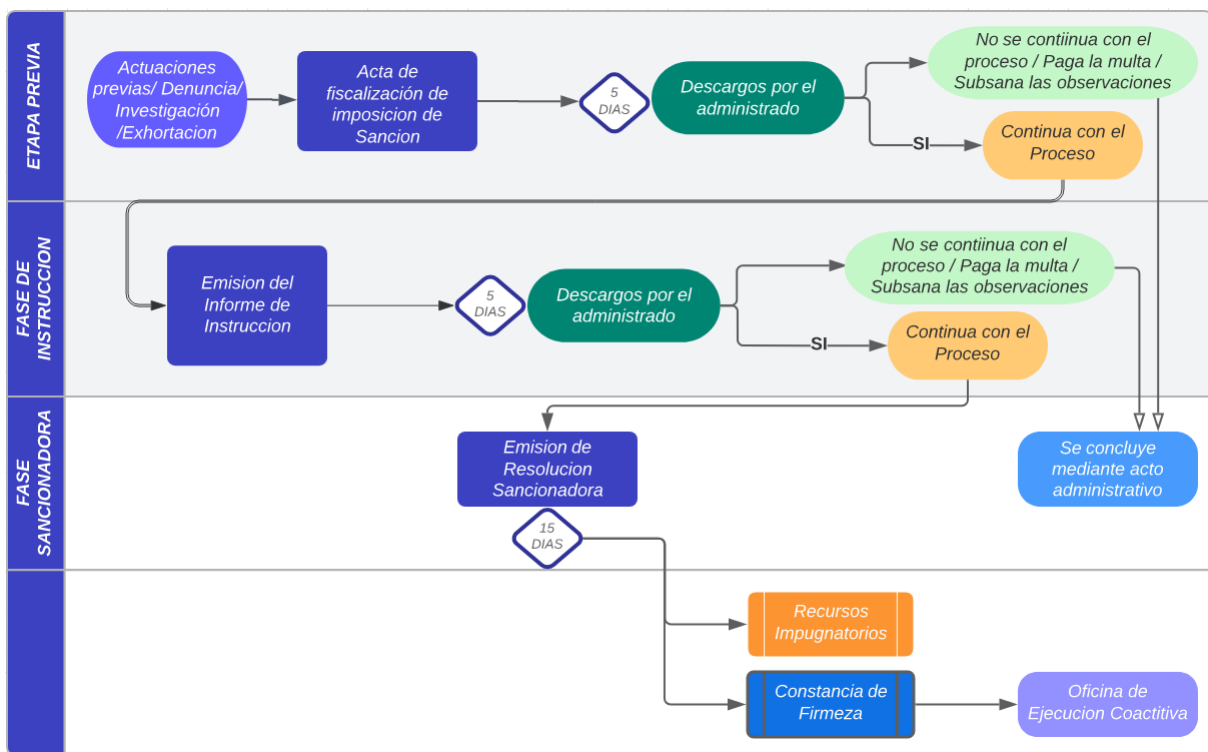 ETAPA PREVIA
Actuaciones
previas/ Denuncia/
Investigación
/Exhortacion
Acta de
fiscalización de
imposicion de
Sancion
5
DIAS
Descargos por el
administrado
No se contiinua con el
proceso / Paga la multa /
Subsana las observaciones
SI
Continua con el
Proceso
FASE DE
INSTRUCCION
Emision del
Informe de
Instruccion
5
DIAS
Descargos por el
administrado
No se contiinua con el
proceso / Paga la multa /
Subsana las observaciones
SI
Continua con el
Proceso
FASE
SANCIONADORA
Emision de
Resolucion
Sancionadora
15
DIAS
Se concluye
mediante acto
administrativo
Recursos
Impugnatorios
Constancia de
Firmeza
Oficina de
Ejecucion Coactitiva